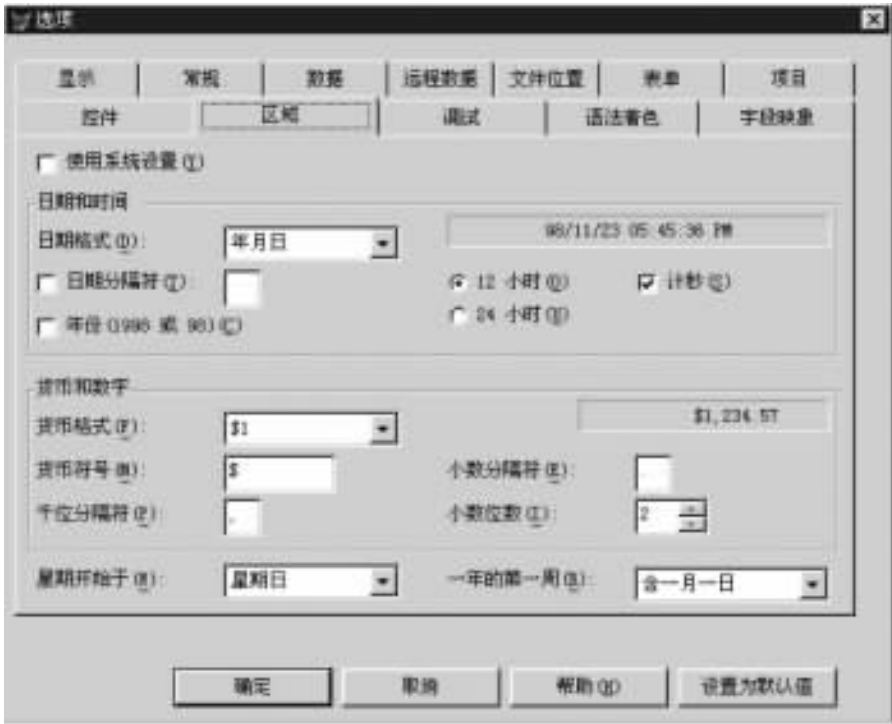 选项
显示 常规 数据 远程数据 文件位置 表单 项目
控件 区域 调试 语法着色 字段映象
使用系统设置(Y)
日期和时间
日期格式(D): 年月日 98/11/23 05:45:36 PM
日期分隔符(T): 12 小时(O) 计秒(S)
年份(1998 或 98)(C) 24 小时
货币和数字
货币格式(F): $1 $1,234.57
货币符号(M): $ 小数分隔符(E): .
千位分隔符(P): , 小数位数(I): 2
星期开始于 星期日 一年的第一周 含一月一日
确定 取消 帮助(H) 设置为默认值